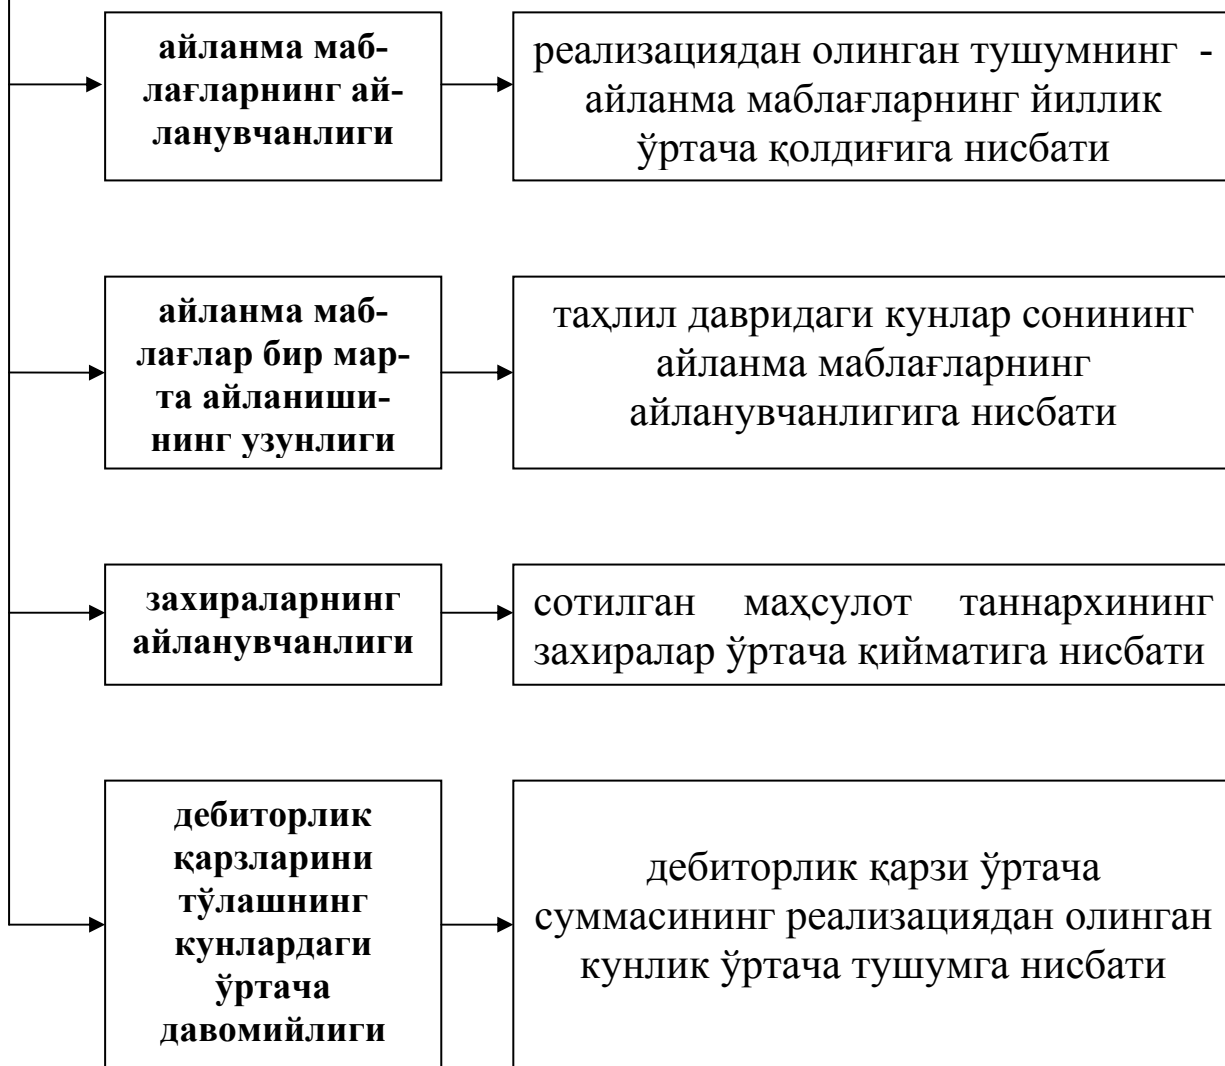 айланма маб-
лағларнинг ай-
ланувчанлиги
реализациядан олинган тушумнинг -
айланма маблағларнинг йиллик
ўртача қолдиғига нисбати
айланма маб-
лағлар бир мар-
та айланиши-
нинг узунлиги
таҳлил давридаги кунлар сонининг
айланма маблағларнинг
айланувчанлигига нисбати
захираларнинг
айланувчанлиги
сотилган маҳсулот таннархининг
захиралар ўртача қийматига нисбати
дебиторлик
қарзларини
тўлашнинг
кунлардаги
ўртача
давомийлиги
дебиторлик қарзи ўртача
суммасининг реализациядан олинган
кунлик ўртача тушумга нисбати